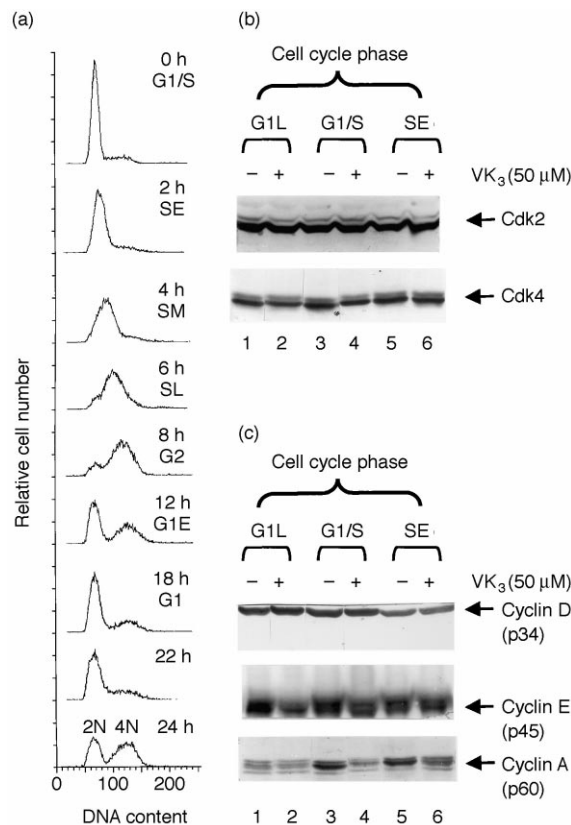 (a)
0 h
G1/S
2 h
SE
4 h
SM
6 h
SL
8 h
G2
12 h
G1E
18 h
G1
22 h
2N 4N 24 h
0 100 200
DNA content
Relative cell number
(b)
Cell cycle phase
G1L G1/S SE
– + – + – + VK₃(50 μM)
Cdk2
Cdk4
1 2 3 4 5 6
(c)
Cell cycle phase
G1L G1/S SE
– + – + – + VK₃(50 μM)
Cyclin D
(p34)
Cyclin E
(p45)
Cyclin A
(p60)
1 2 3 4 5 6